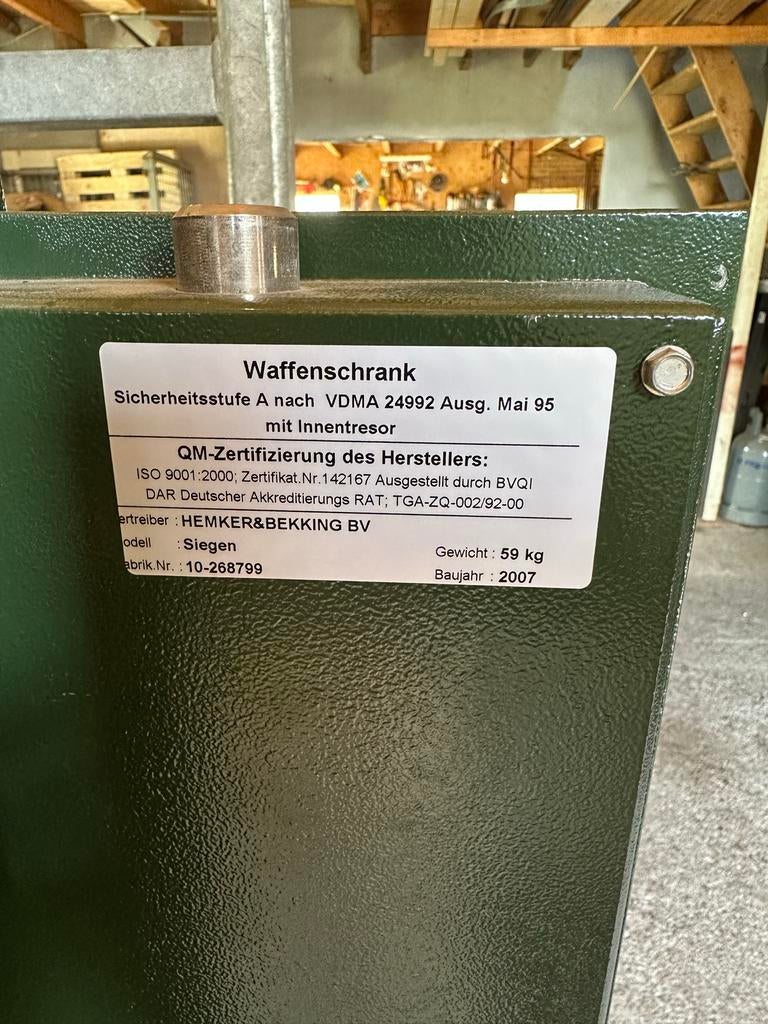 Waffenschrank
Sicherheitsstufe A nach VDMA 24992 Ausg. Mai 95
mit Innentresor
QM-Zertifizierung des Herstellers:
ISO 9001:2000; Zertifikat.Nr.142167 Ausgestellt durch BVQI
DAR Deutscher Akkreditierungs RAT; TGA-ZQ-002/92-00
ertreiber : HEMKER&BEKKING BV
odell : Siegen
Gewicht : 59 kg
abrik.Nr. : 10-268799
Baujahr : 2007